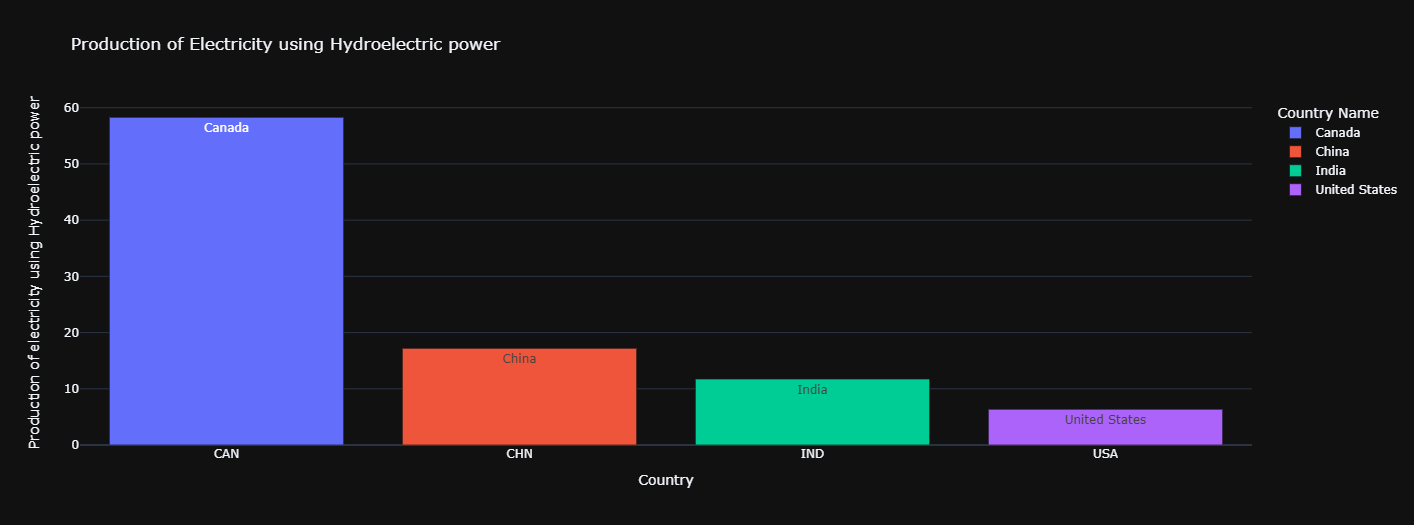 Production of Electricity using Hydroelectric power
Production of electricity using Hydroelectric power
60
50
40
30
20
10
0
Canada
China
India
United States
CAN
CHN
IND
USA
Country
Country Name
Canada
China
India
United States